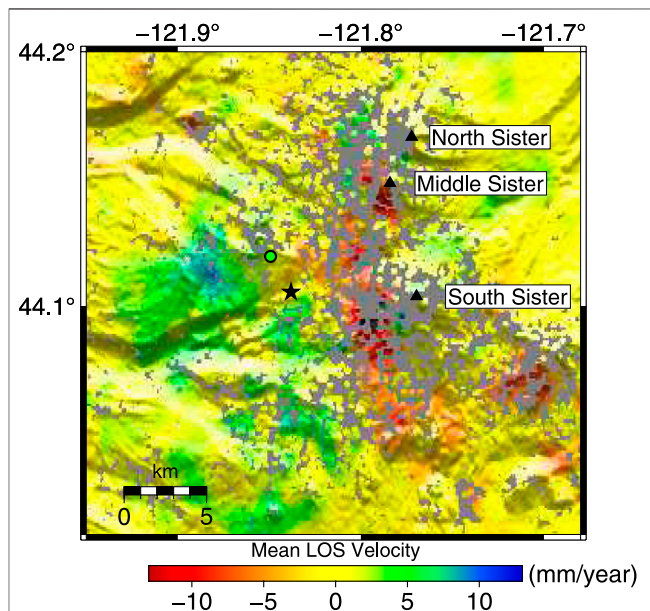 −121.9° −121.8° −121.7°
44.2°
North Sister
Middle Sister
South Sister
44.1°
km
0 5
Mean LOS Velocity
(mm/year)
−10 −5 0 5 10